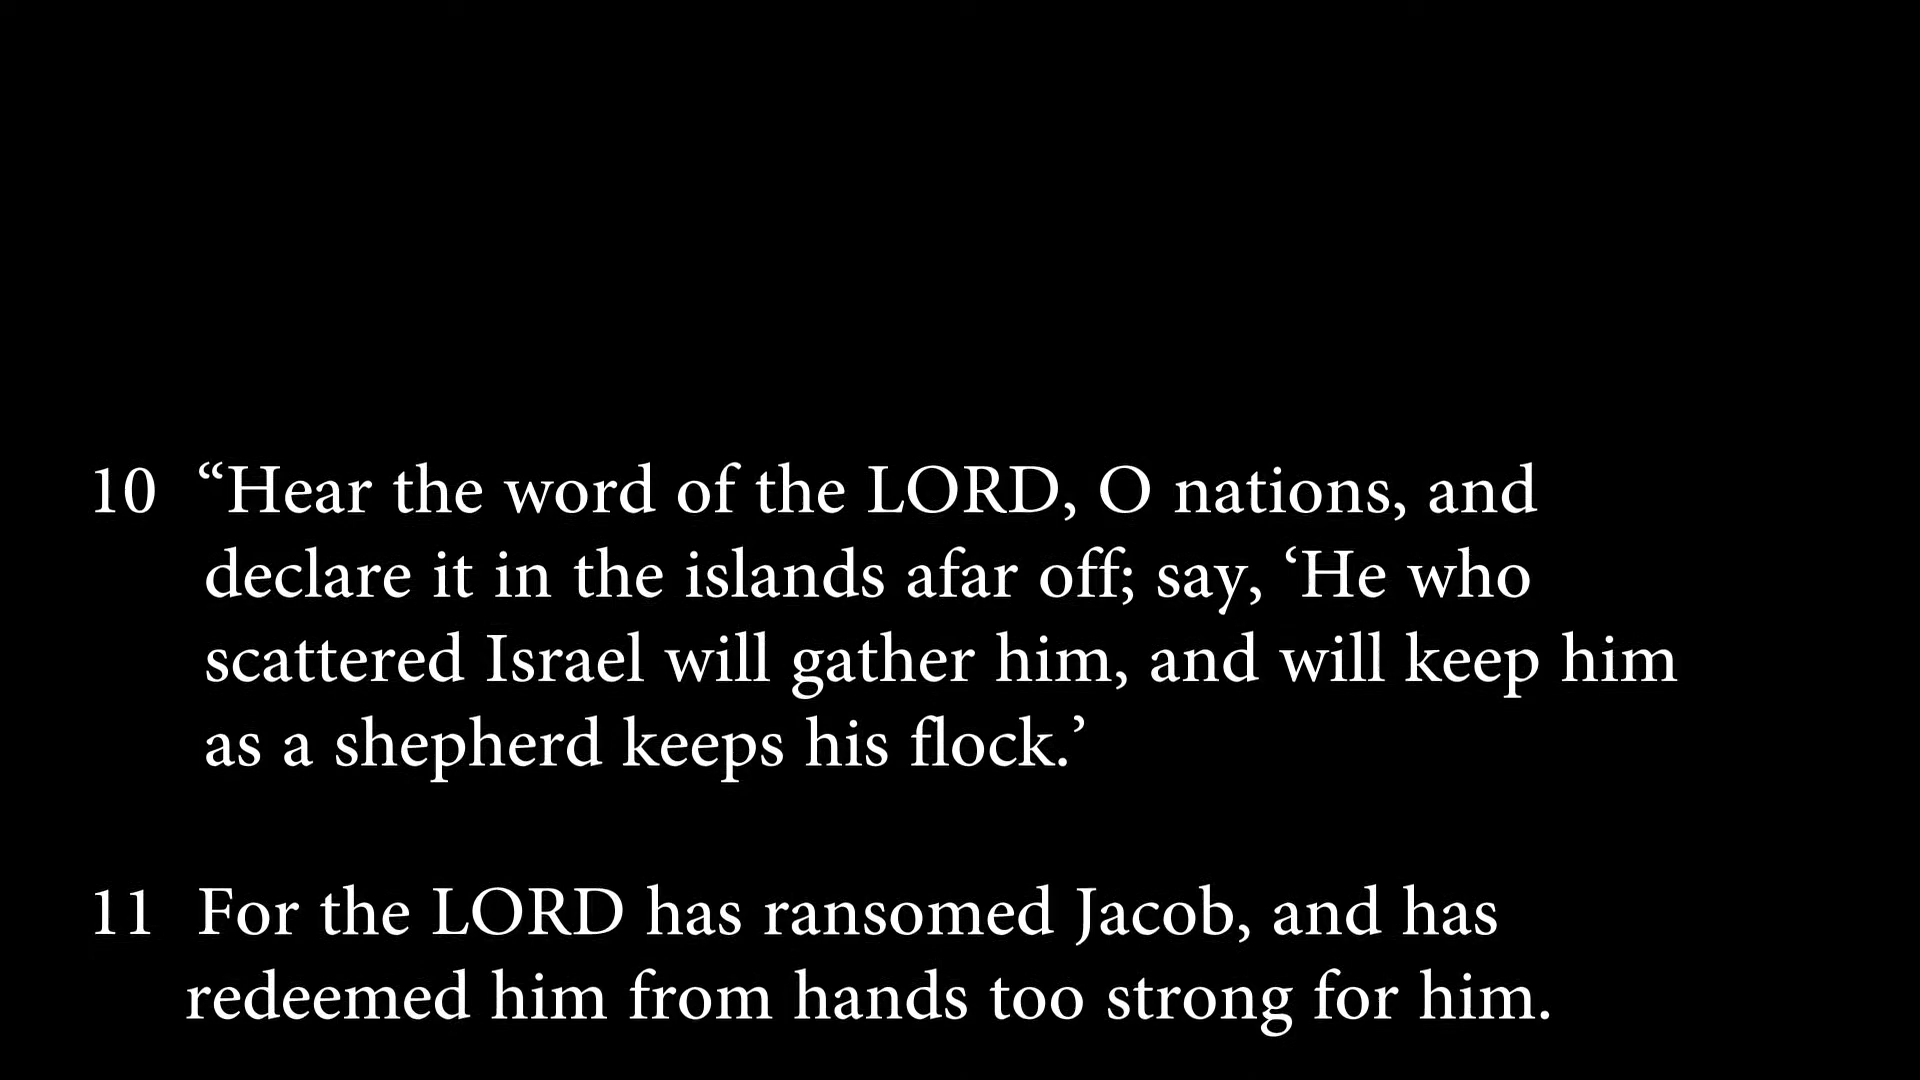 10 “Hear the word of the LORD, O nations, and
declare it in the islands afar off; say, ‘He who
scattered Israel will gather him, and will keep him
as a shepherd keeps his flock.’
11 For the LORD has ransomed Jacob, and has
redeemed him from hands too strong for him.